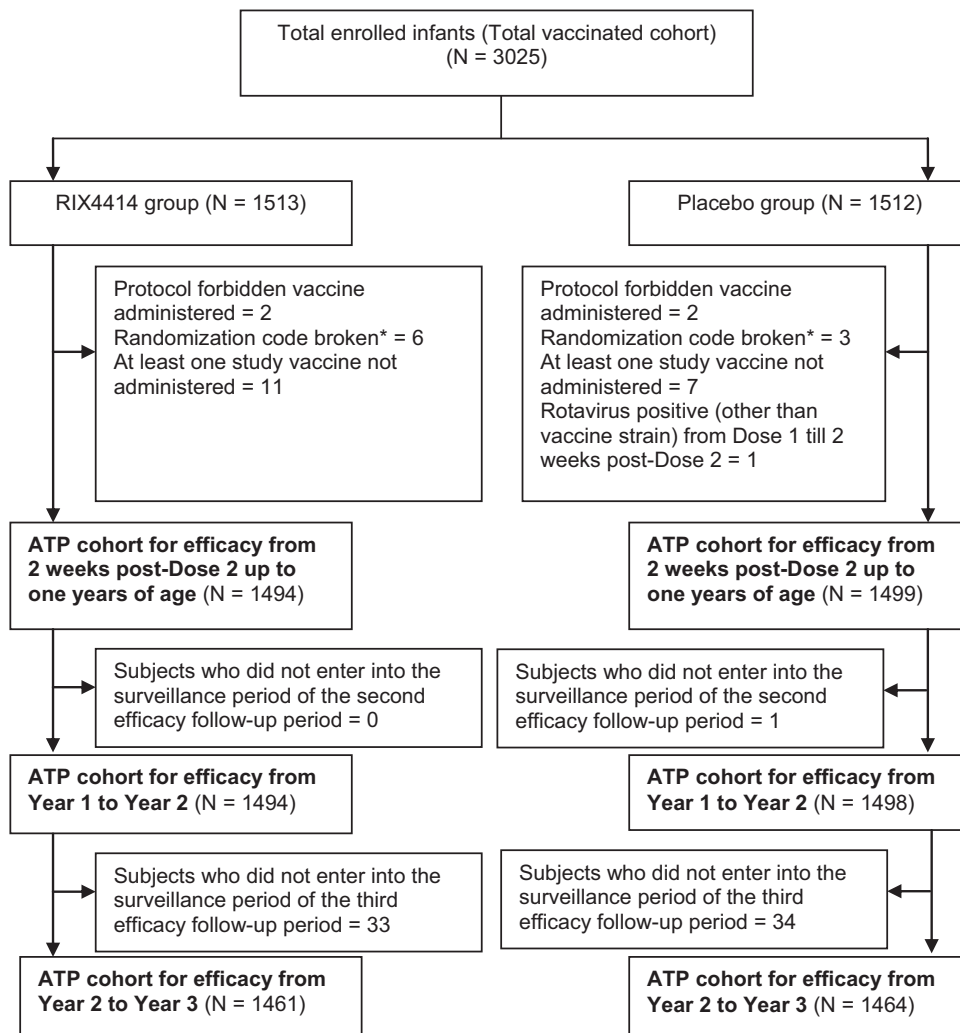 Total enrolled infants (Total vaccinated cohort)
(N = 3025)
RIX4414 group (N = 1513)
Placebo group (N = 1512)
Protocol forbidden vaccine
administered = 2
Randomization code broken* = 6
At least one study vaccine not
administered = 11
Protocol forbidden vaccine
administered = 2
Randomization code broken* = 3
At least one study vaccine not
administered = 7
Rotavirus positive (other than
vaccine strain) from Dose 1 till 2
weeks post-Dose 2 = 1
ATP cohort for efficacy from
2 weeks post-Dose 2 up to
one years of age (N = 1494)
ATP cohort for efficacy from
2 weeks post-Dose 2 up to
one years of age (N = 1499)
Subjects who did not enter into the
surveillance period of the second
efficacy follow-up period = 0
Subjects who did not enter into the
surveillance period of the second
efficacy follow-up period = 1
ATP cohort for efficacy from
Year 1 to Year 2 (N = 1494)
ATP cohort for efficacy from
Year 1 to Year 2 (N = 1498)
Subjects who did not enter into the
surveillance period of the third
efficacy follow-up period = 33
Subjects who did not enter into the
surveillance period of the third
efficacy follow-up period = 34
ATP cohort for efficacy from
Year 2 to Year 3 (N = 1461)
ATP cohort for efficacy from
Year 2 to Year 3 (N = 1464)